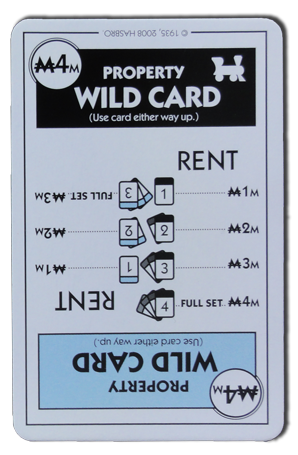 © 1935, 2008 HASBRO
₩4M
PROPERTY
WILD CARD
(Use card either way up.)
RENT
1 ₩1M
2 ₩2M
3 ₩3M
4 FULL SET ₩4M
₩4M
PROPERTY
WILD CARD
(Use card either way up.)
RENT
1 ₩1M
2 ₩2M
3 FULL SET ₩3M